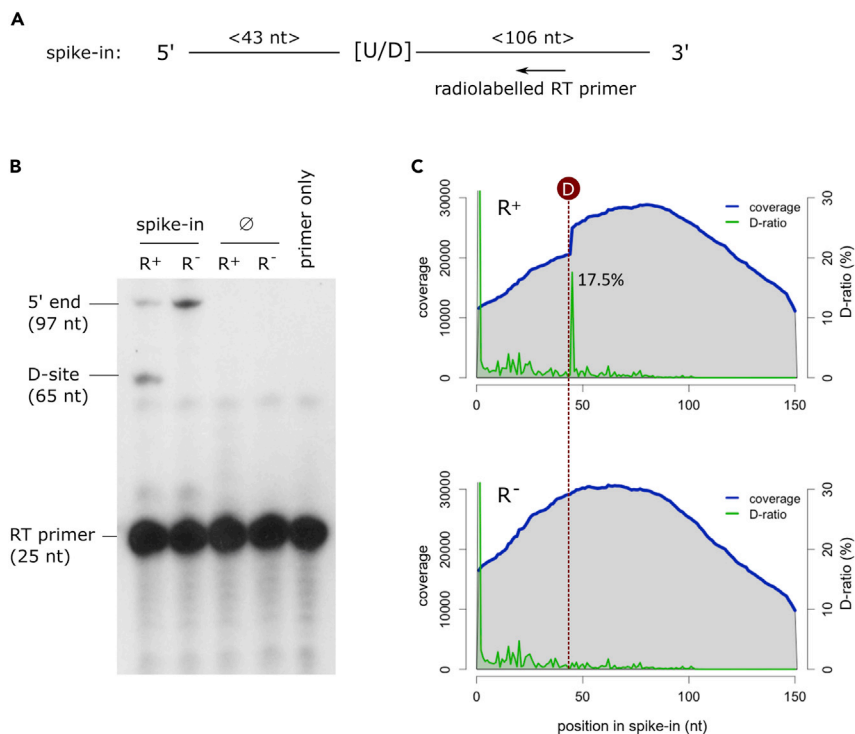 A
<43 nt>
<106 nt>
spike-in: 5' [U/D] 3'
radiolabelled RT primer
B
spike-in
Ø
primer only
R+ R- R+ R-
5' end
(97 nt)
D-site
(65 nt)
RT primer
(25 nt)
C
D
R+
coverage
D-ratio
17.5%
30000
20000
10000
0
coverage
30
20
10
0
D-ratio (%)
0 50 100 150
R-
coverage
D-ratio
30000
20000
10000
0
coverage
30
20
10
0
D-ratio (%)
0 50 100 150
position in spike-in (nt)